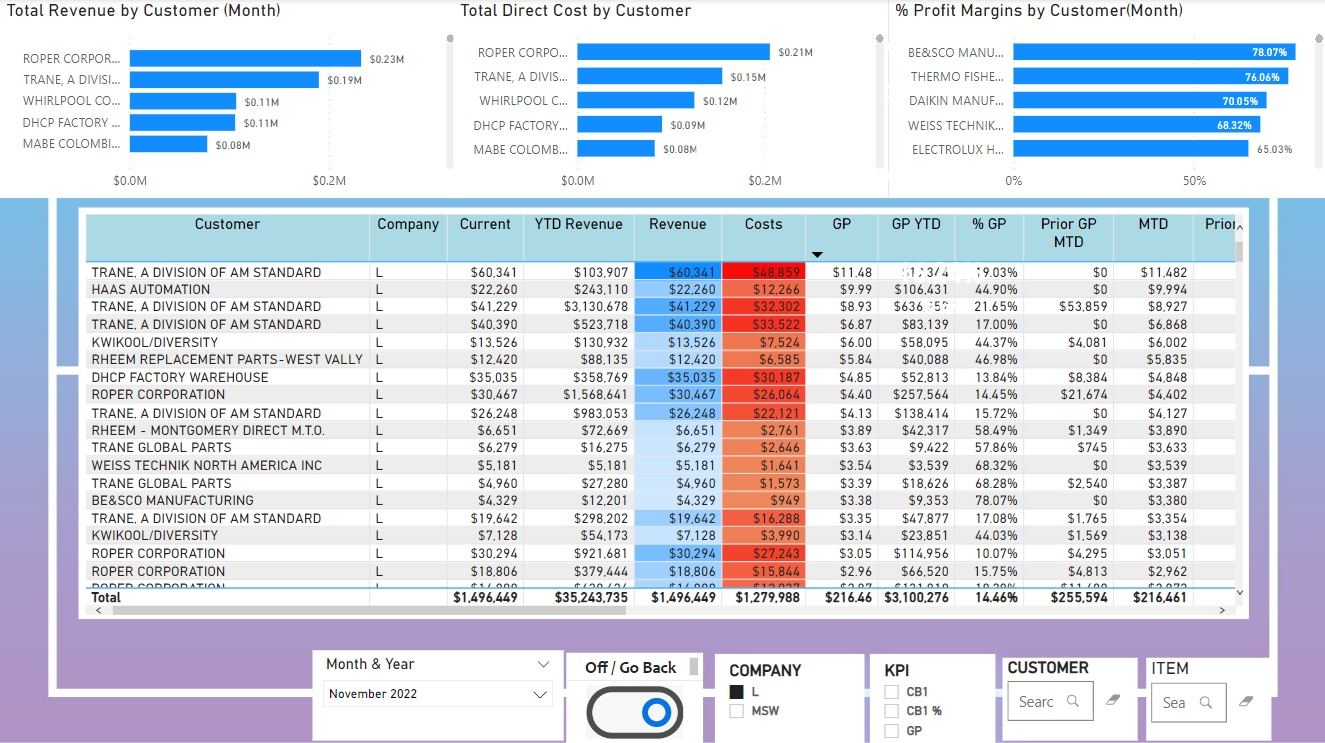 Total Revenue by Customer (Month)
ROPER CORPOR... $0.23M
TRANE, A DIVISI... $0.19M
WHIRLPOOL CO... $0.11M
DHCP FACTORY ... $0.11M
MABE COLOMBI... $0.08M
$0.0M $0.2M
Total Direct Cost by Customer
ROPER CORPO... $0.21M
TRANE, A DIVIS... $0.15M
WHIRLPOOL C... $0.12M
DHCP FACTORY... $0.09M
MABE COLOMB... $0.08M
$0.0M $0.2M
% Profit Margins by Customer(Month)
BE&SCO MANU... 78.07%
THERMO FISHE... 76.06%
DAIKIN MANUF... 70.05%
WEISS TECHNIK... 68.32%
ELECTROLUX H... 65.03%
0% 50%
Customer Company Current YTD Revenue Revenue Costs GP GP YTD % GP Prior GP MTD MTD Prior
TRANE, A DIVISION OF AM STANDARD L $60,341 $103,907 $60,341 $48,859 $11.48 19.03% $0 $11,482
HAAS AUTOMATION L $22,260 $243,110 $22,260 $12,266 $9.99 $106,431 44.90% $0 $9,994
TRANE, A DIVISION OF AM STANDARD L $41,229 $3,130,678 $41,229 $32,302 $8.93 21.65% $53,859 $8,927
TRANE, A DIVISION OF AM STANDARD L $40,390 $523,718 $40,390 $33,522 $6.87 $83,139 17.00% $0 $6,868
KWIKOOL/DIVERSITY L $13,526 $130,932 $13,526 $7,524 $6.00 $58,095 44.37% $4,081 $6,002
RHEEM REPLACEMENT PARTS-WEST VALLY L $12,420 $88,135 $12,420 $6,585 $5.84 $40,088 46.98% $0 $5,835
DHCP FACTORY WAREHOUSE L $35,035 $358,769 $35,035 $30,187 $4.85 $52,813 13.84% $8,384 $4,848
ROPER CORPORATION L $30,467 $1,568,641 $30,467 $26,064 $4.40 $257,564 14.45% $21,674 $4,402
TRANE, A DIVISION OF AM STANDARD L $26,248 $983,053 $26,248 $22,121 $4.13 $138,414 15.72% $0 $4,127
RHEEM - MONTGOMERY DIRECT M.T.O. L $6,651 $72,669 $6,651 $2,761 $3.89 $42,317 58.49% $1,349 $3,890
TRANE GLOBAL PARTS L $6,279 $16,275 $6,279 $2,646 $3.63 $9,422 57.86% $745 $3,633
WEISS TECHNIK NORTH AMERICA INC L $5,181 $5,181 $5,181 $1,641 $3.54 $3,539 68.32% $0 $3,539
TRANE GLOBAL PARTS L $4,960 $27,280 $4,960 $1,573 $3.39 $18,626 68.28% $2,540 $3,387
BE&SCO MANUFACTURING L $4,329 $12,201 $4,329 $949 $3.38 $9,353 78.07% $0 $3,380
TRANE, A DIVISION OF AM STANDARD L $19,642 $298,202 $19,642 $16,288 $3.35 $47,877 17.08% $1,765 $3,354
KWIKOOL/DIVERSITY L $7,128 $54,173 $7,128 $3,990 $3.14 $23,851 44.03% $1,569 $3,138
ROPER CORPORATION L $30,294 $921,681 $30,294 $27,243 $3.05 $114,956 10.07% $4,295 $3,051
ROPER CORPORATION L $18,806 $379,444 $18,806 $15,844 $2.96 $66,520 15.75% $4,813 $2,962
ROPER CORPORATION
Total $1,496,449 $35,243,735 $1,496,449 $1,279,988 $216.46 $3,100,276 14.46% $255,594 $216,461
Month & Year
November 2022
Off / Go Back
COMPANY
L
MSW
KPI
CB1
CB1 %
GP
CUSTOMER
Searc
ITEM
Sea